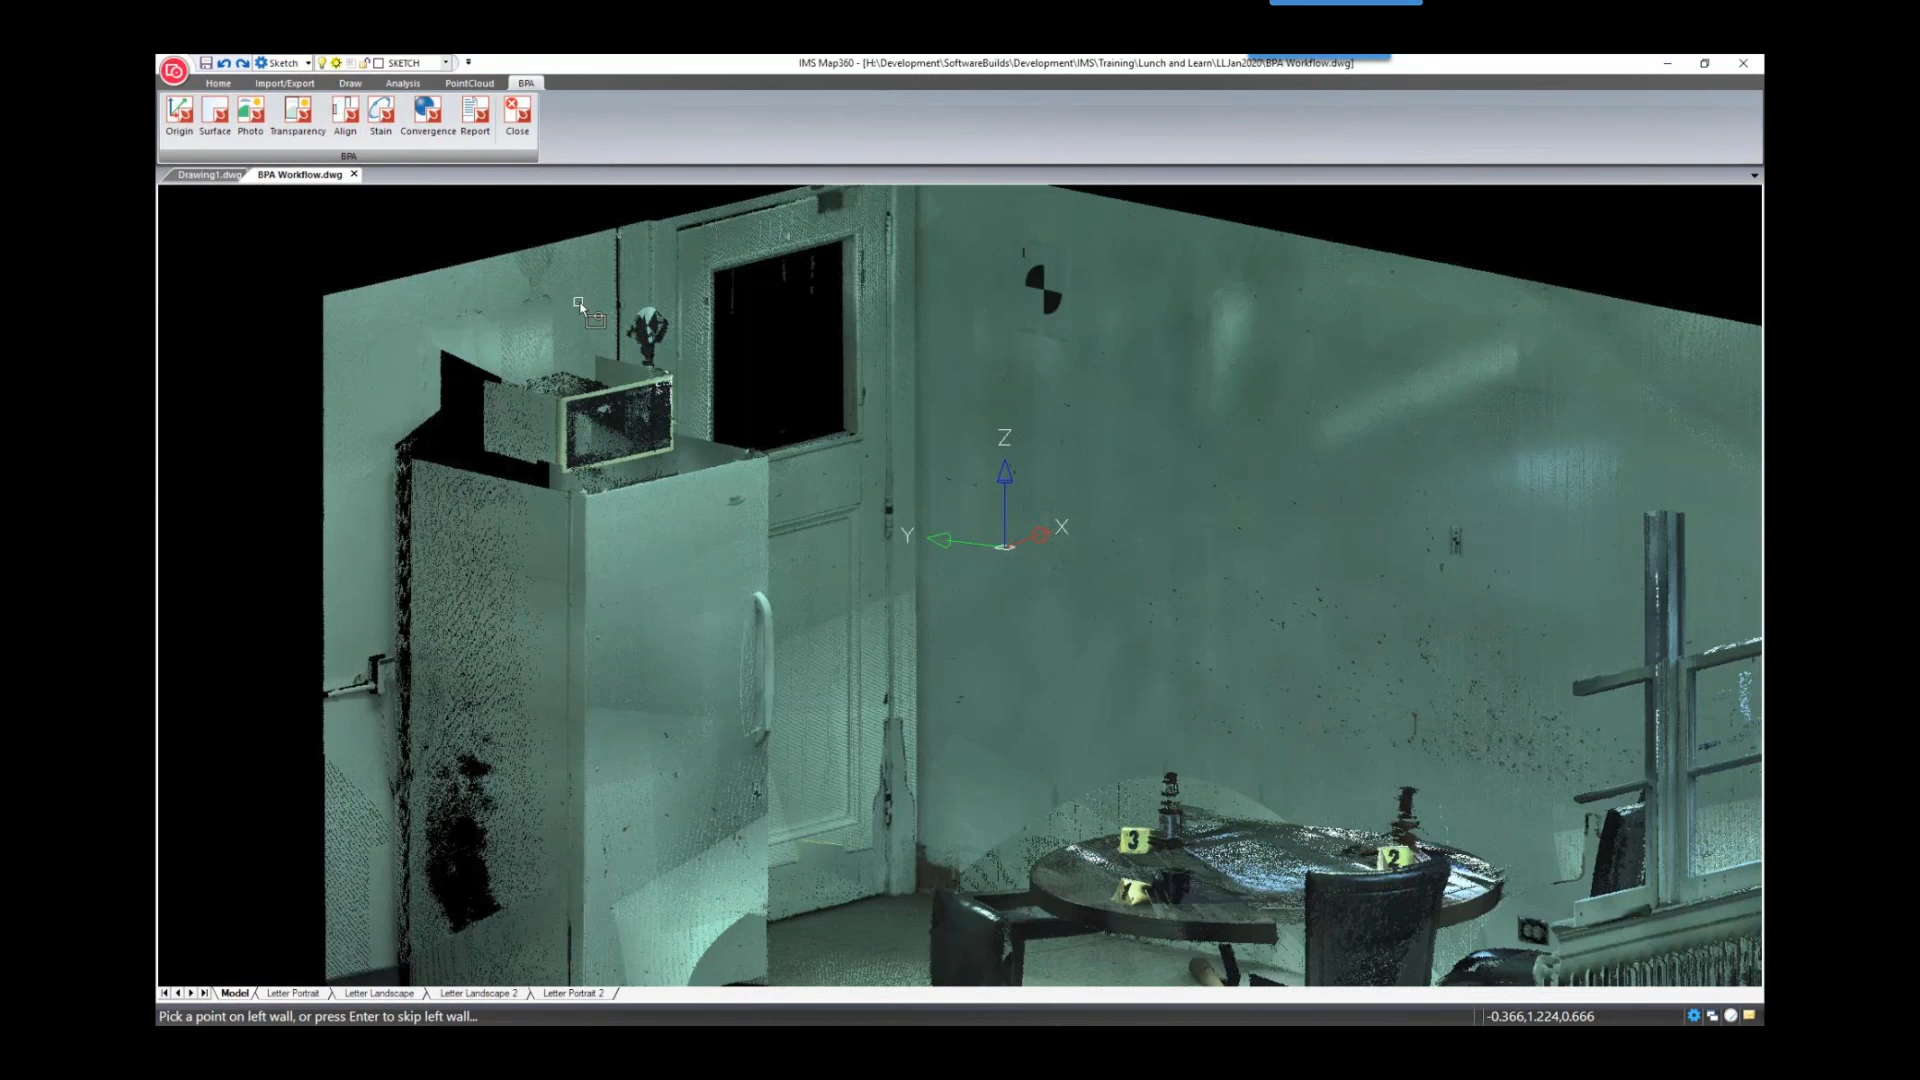 Sketch
SKETCH
IMS Map360 - [H:\Development\SoftwareBuilds\Development\IMS\Training\Lunch and Learn\LLJan2020\BPA Workflow.dwg]
Home Import/Export Draw Analysis PointCloud BPA
Origin Surface Photo Transparency Align Stain Convergence Report Close
BPA
Drawing1.dwg BPA Workflow.dwg
1
Z
Y X
3
2
Model Letter Portrait Letter Landscape Letter Landscape 2 Letter Portrait 2
Pick a point on left wall, or press Enter to skip left wall... -0.366,1.224,0.666